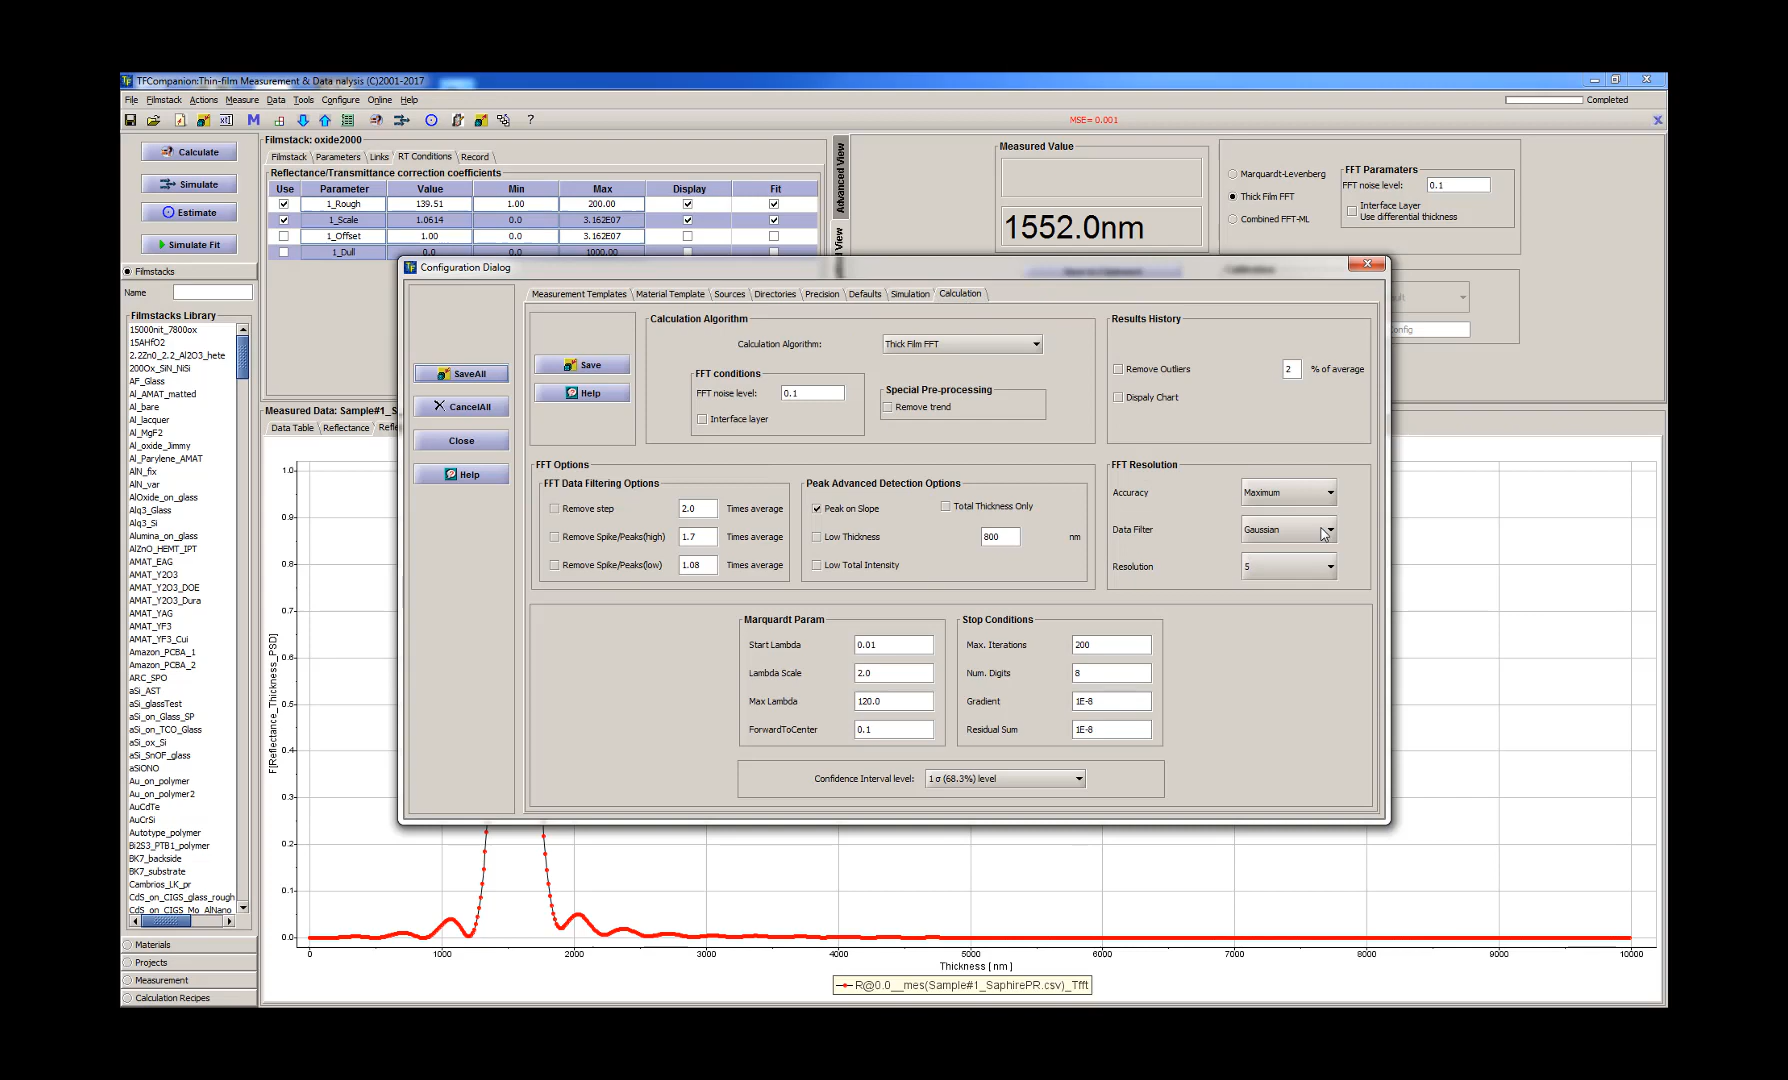 TFCompanion:Thin-film Measurement & Data nalysis (C)2001-2017
File Filmstack Actions Measure Data Tools Configure Online Help
Completed
MSE= 0.001
Calculate
Simulate
Estimate
Simulate Fit
Filmstacks
Name
Filmstacks Library
15000nit_7800ox
15AHfO2
2.2Zn0_2.2_Al2O3_hete
200Ox_SiN_NiSi
AF_Glass
Al_AMAT_matted
Al_bare
Al_lacquer
Al_MgF2
Al_oxide_Jimmy
Al_Parylene_AMAT
AlN_fix
AlN_var
AlOxide_on_glass
Alq3_Glass
Alq3_Si
Alumina_on_glass
AlZnO_HEMT_IPT
AMAT_EAG
AMAT_Y2O3
AMAT_Y2O3_DOE
AMAT_Y2O3_Dura
AMAT_YAG
AMAT_YF3
AMAT_YF3_Cui
Amazon_PCBA_1
Amazon_PCBA_2
ARC_SPO
aSi_AST
aSi_glassTest
aSi_on_Glass_SP
aSi_on_TCO_Glass
aSi_ox_Si
aSi_SnOF_glass
aSiONO
Au_on_polymer
Au_on_polymer2
AuCdTe
AuCrSi
Autotype_polymer
Bi2S3_PTB1_polymer
BK7_backside
BK7_substrate
Cambrios_LK_pr
CdS_on_CIGS_glass_rough
CdS_on_CIGS_Mo_AlNano
Materials
Projects
Measurement
Calculation Recipes
Filmstack: oxide2000
Filmstack Parameters Links RT Conditions Record
Reflectance/Transmittance correction coefficients
Use Parameter Value Min Max Display Fit
1_Rough 139.51 1.00 200.00
1_Scale 1.0614 0.0 3.162E07
1_Offset 1.00 0.0 3.162E07
1_Dull 0.0 0.0 1000.00
Advanced View
View
Measured Value
1552.0nm
Marquardt-Levenberg
Thick Film FFT
Combined FFT-ML
FFT Paramaters
FFT noise level: 0.1
Interface Layer
Use differential thickness
Measured Data: Sample#1_S
Data Table Reflectance Refle
Configuration Dialog
SaveAll
CancelAll
Close
Help
Measurement Templates Material Template Sources Directories Precision Defaults Simulation Calculation
Save
Help
Calculation Algorithm
Calculation Algorithm: Thick Film FFT
FFT conditions
FFT noise level: 0.1
Interface layer
Special Pre-processing
Remove trend
Results History
Remove Outliers 2 % of average
Dispaly Chart
FFT Options
FFT Data Filtering Options
Remove step 2.0 Times average
Remove Spike/Peaks(high) 1.7 Times average
Remove Spike/Peaks(low) 1.08 Times average
Peak Advanced Detection Options
Peak on Slope Total Thickness Only
Low Thickness 800 nm
Low Total Intensity
FFT Resolution
Accuracy Maximum
Data Filter Gaussian
Resolution 5
Marquardt Param
Start Lambda 0.01
Lambda Scale 2.0
Max Lambda 120.0
ForwardToCenter 0.1
Stop Conditions
Max. Iterations 200
Num. Digits 8
Gradient 1E-8
Residual Sum 1E-8
Confidence Interval level: 1 σ (68.3%) level
F[Reflectance_Thickness_PSD]
1.0
0.9
0.8
0.7
0.6
0.5
0.4
0.3
0.2
0.1
0.0
0 1000 2000 3000 4000 5000 6000 7000 8000 9000 10000
Thickness [ nm ]
R@0.0__mes(Sample#1_SaphirePR.csv)_Tfft